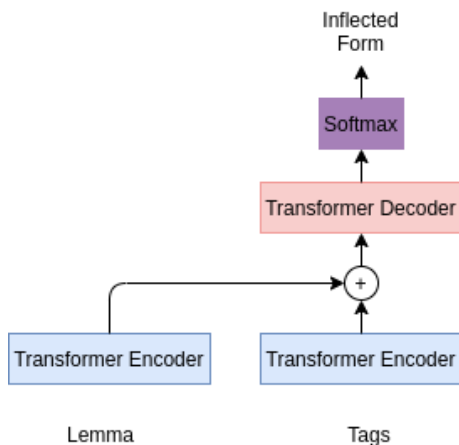 Inflected
Form
Softmax
Transformer Decoder
+
Transformer Encoder
Transformer Encoder
Lemma
Tags